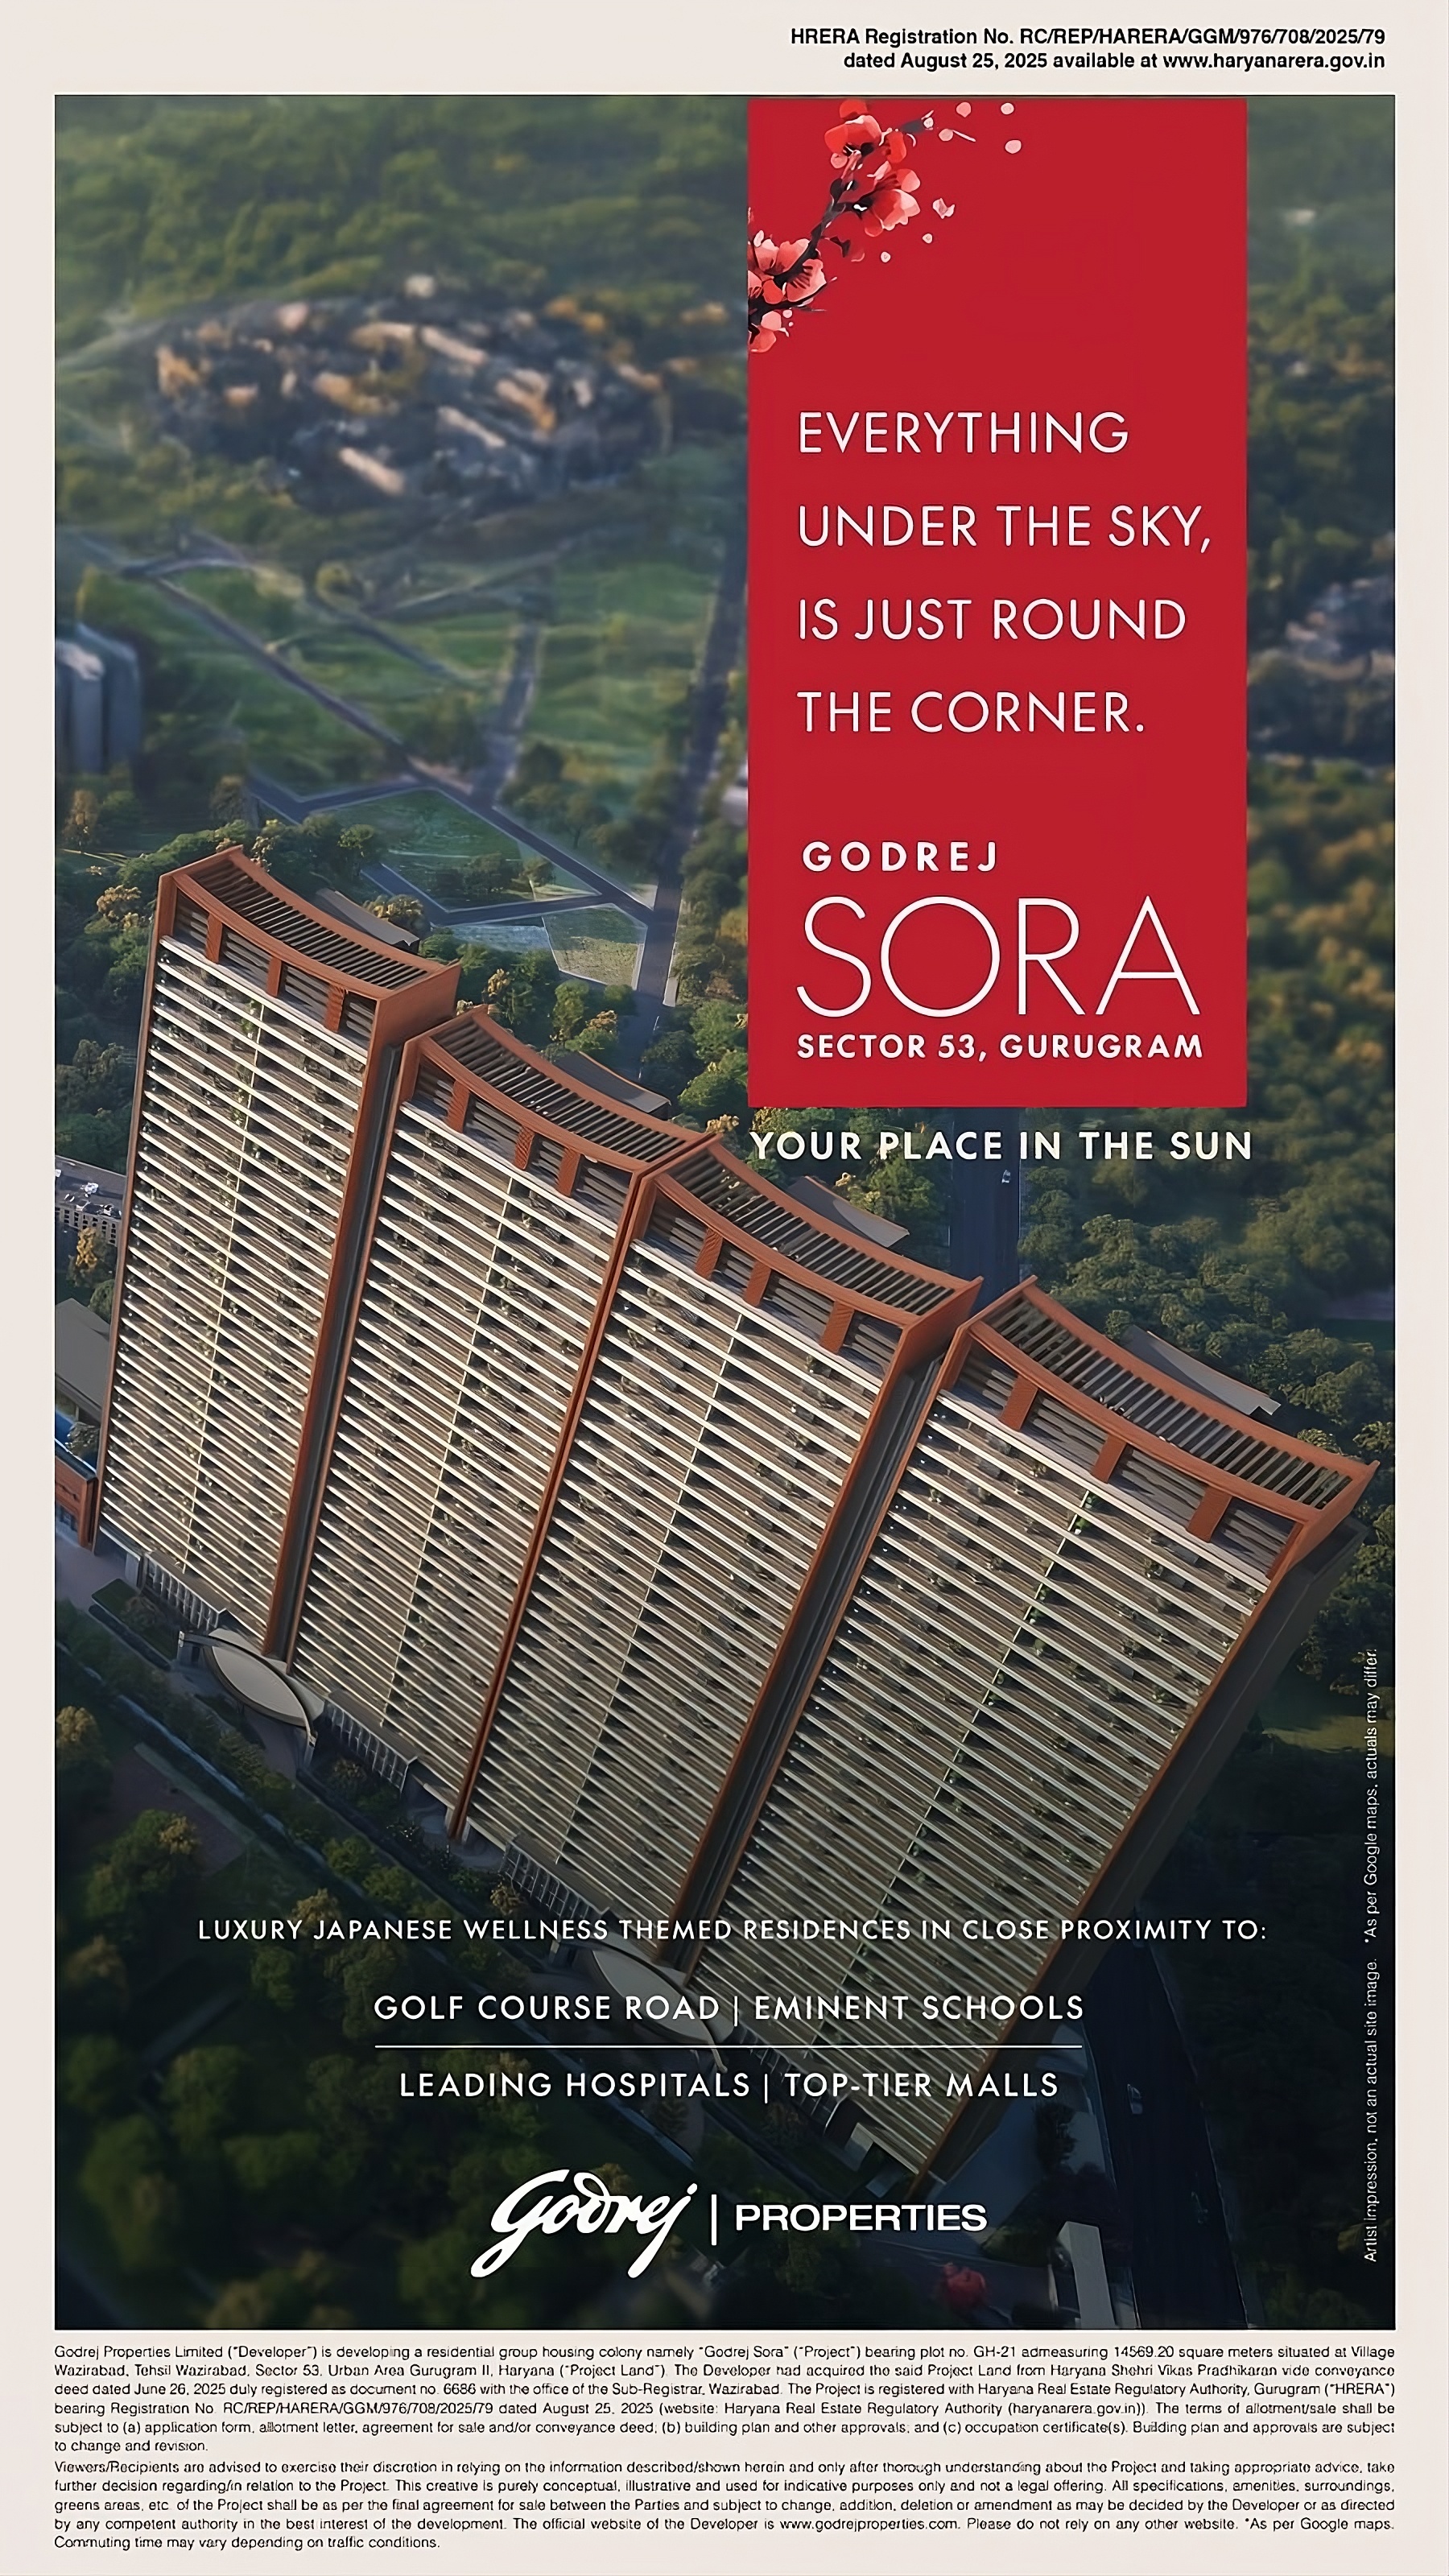 HRERA Registration No. RC/REP/HARERA/GGM/976/708/2025/79
dated August 25, 2025 available at www.haryanarera.gov.in
EVERYTHING
UNDER THE SKY,
IS JUST ROUND
THE CORNER.
GODREJ
SORA
SECTOR 53, GURUGRAM
YOUR PLACE IN THE SUN
LUXURY JAPANESE WELLNESS THEMED RESIDENCES IN CLOSE PROXIMITY TO:
GOLF COURSE ROAD | EMINENT SCHOOLS
LEADING HOSPITALS | TOP-TIER MALLS
Godrej | PROPERTIES
Artist impression, not an actual site image. *As per Google maps, actuals may differ.
Godrej Properties Limited ("Developer") is developing a residential group housing colony namely "Godrej Sora" ("Project") bearing plot no. GH-21 admeasuring 14569.20 square meters situated at Village
Wazirabad, Tehsil Wazirabad, Sector 53, Urban Area Gurugram II, Haryana ("Project Land"). The Developer had acquired the said Project Land from Haryana Shehri Vikas Pradhikaran vide conveyance
deed dated June 26, 2025 duly registered as document no. 6686 with the office of the Sub-Registrar, Wazirabad. The Project is registered with Haryana Real Estate Regulatory Authority, Gurugram ("HRERA")
bearing Registration No. RC/REP/HARERA/GGM/976/708/2025/79 dated August 25, 2025 (website: Haryana Real Estate Regulatory Authority (haryanarera.gov.in)). The terms of allotment/sale shall be
subject to (a) application form, allotment letter, agreement for sale and/or conveyance deed; (b) building plan and other approvals; and (c) occupation certificate(s). Building plan and approvals are subject
to change and revision.
Viewers/Recipients are advised to exercise their discretion in relying on the information described/shown herein and only after thorough understanding about the Project and taking appropriate advice, take
further decision regarding/in relation to the Project. This creative is purely conceptual, illustrative and used for indicative purposes only and not a legal offering. All specifications, amenities, surroundings,
greens areas, etc. of the Project shall be as per the final agreement for sale between the Parties and subject to change, addition, deletion or amendment as may be decided by the Developer or as directed
by any competent authority in the best interest of the development. The official website of the Developer is www.godrejproperties.com. Please do not rely on any other website. *As per Google maps.
Commuting time may vary depending on traffic conditions.